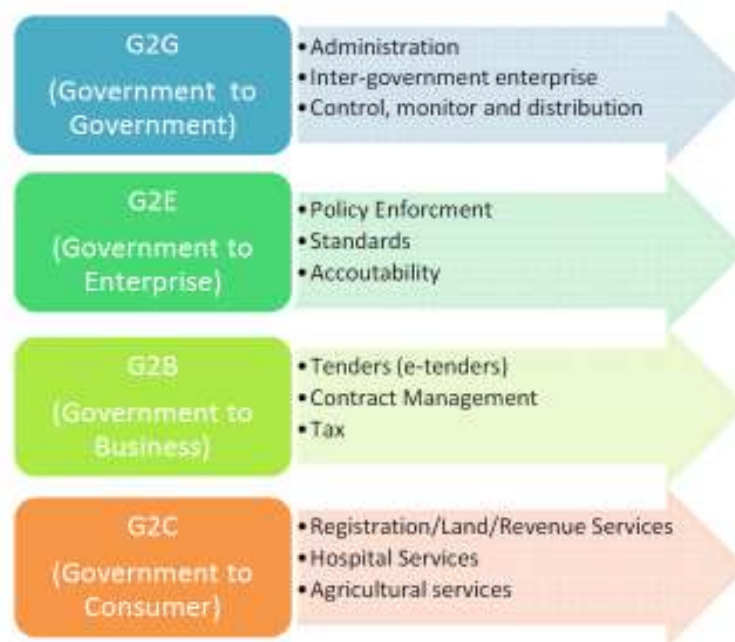 G2G
(Government to
Government)
•Administration
•Inter-government enterprise
•Control, monitor and distribution
G2E
(Government to
Enterprise)
•Policy Enforcment
•Standards
•Accoutability
G2B
(Government to
Business)
•Tenders (e-tenders)
•Contract Management
•Tax
G2C
(Government to
Consumer)
•Registration/Land/Revenue Services
•Hospital Services
•Agricultural services